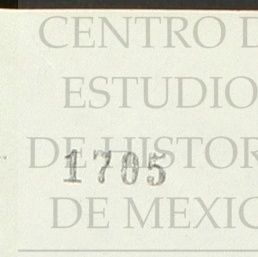 CENTRO D
ESTUDIO
DE HISTOR
1705
DE MEXIC